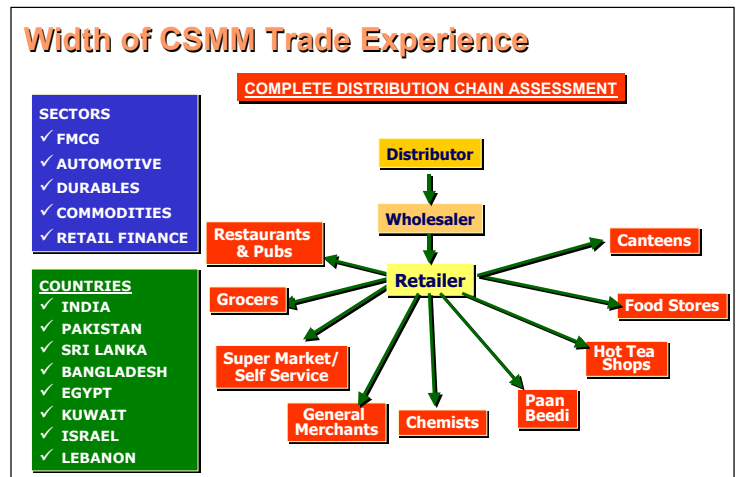 Width of CSMM Trade Experience
COMPLETE DISTRIBUTION CHAIN ASSESSMENT
SECTORS
✓ FMCG
✓ AUTOMOTIVE
✓ DURABLES
✓ COMMODITIES
✓ RETAIL FINANCE
COUNTRIES
✓ INDIA
✓ PAKISTAN
✓ SRI LANKA
✓ BANGLADESH
✓ EGYPT
✓ KUWAIT
✓ ISRAEL
✓ LEBANON
Distributor
Wholesaler
Retailer
Restaurants
& Pubs
Grocers
Super Market/
Self Service
General
Merchants
Chemists
Paan
Beedi
Hot Tea
Shops
Food Stores
Canteens